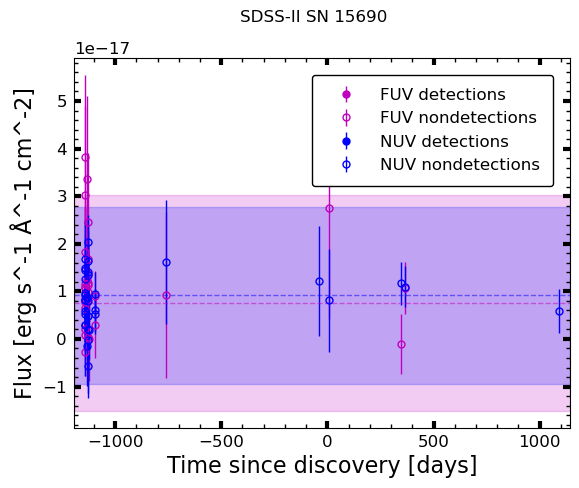 SDSS-II SN 15690
1e−17
FUV detections
FUV nondetections
NUV detections
NUV nondetections
5
4
3
2
1
0
−1
Flux [erg s^-1 Å^-1 cm^-2]
−1000 −500 0 500 1000
Time since discovery [days]